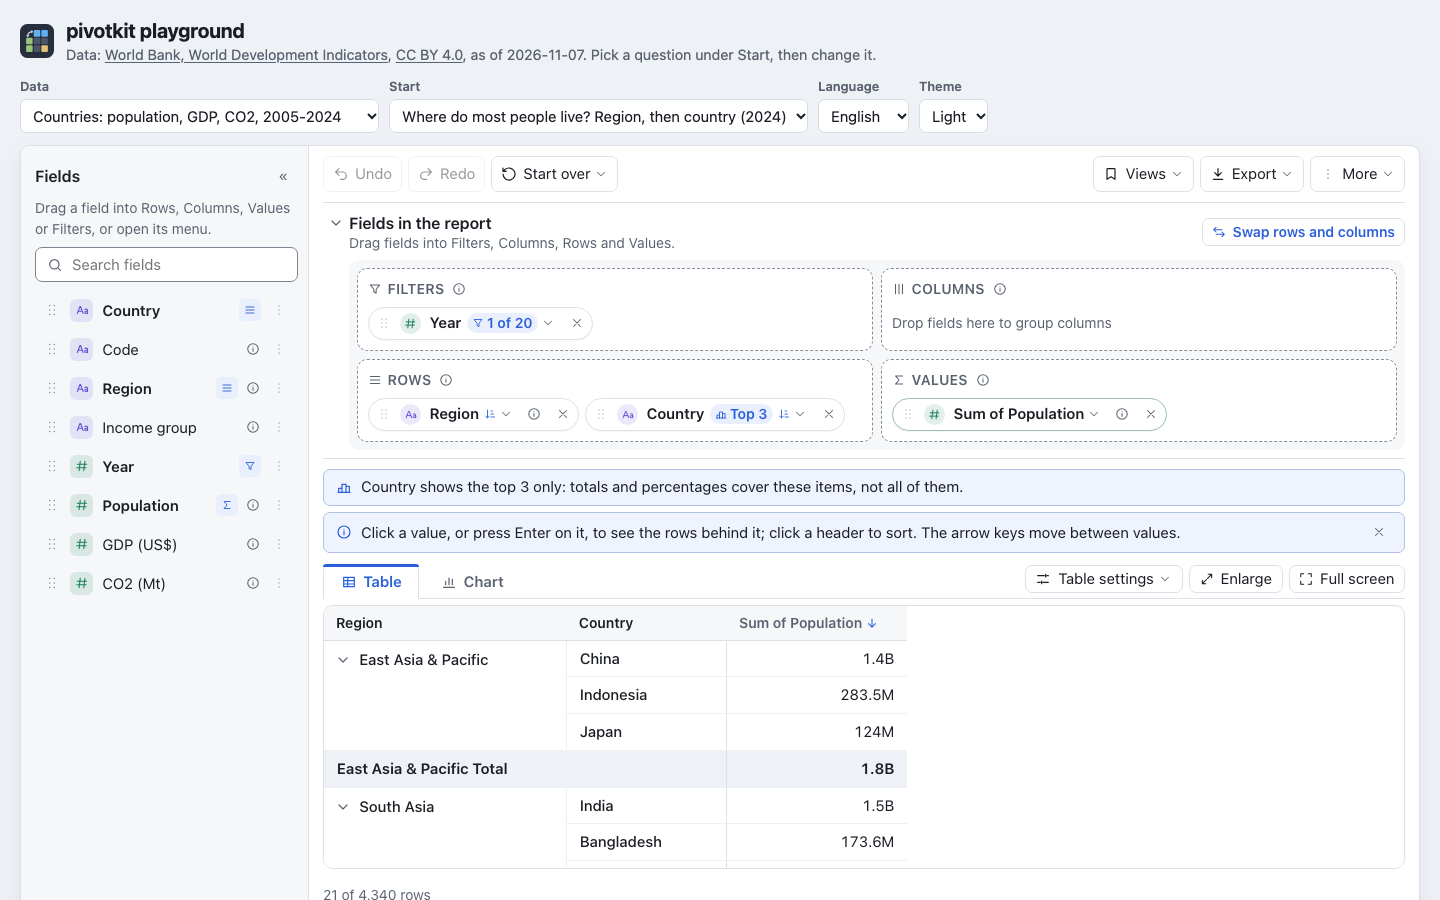 pivotkit playground
Data: World Bank, World Development Indicators, CC BY 4.0, as of 2026-11-07. Pick a question under Start, then change it.
Data
Start
Language
Theme
Countries: population, GDP, CO2, 2005-2024
Where do most people live? Region, then country (2024)
English
Light
Fields
«
Drag a field into Rows, Columns, Values
or Filters, or open its menu.
Search fields
Aa Country
Aa Code
Aa Region
Aa Income group
# Year
# Population Σ
# GDP (US$)
# CO2 (Mt)
Undo
Redo
Start over
Views
Export
More
Fields in the report
Drag fields into Filters, Columns, Rows and Values.
Swap rows and columns
FILTERS
# Year 1 of 20
COLUMNS
Drop fields here to group columns
ROWS
Aa Region
Aa Country Top 3
Σ VALUES
# Sum of Population
Country shows the top 3 only: totals and percentages cover these items, not all of them.
Click a value, or press Enter on it, to see the rows behind it; click a header to sort. The arrow keys move between values.
Table
Chart
Table settings
Enlarge
Full screen
Region Country Sum of Population
East Asia & Pacific China 1.4B
Indonesia 283.5M
Japan 124M
East Asia & Pacific Total 1.8B
South Asia India 1.5B
Bangladesh 173.6M
21 of 4,340 rows